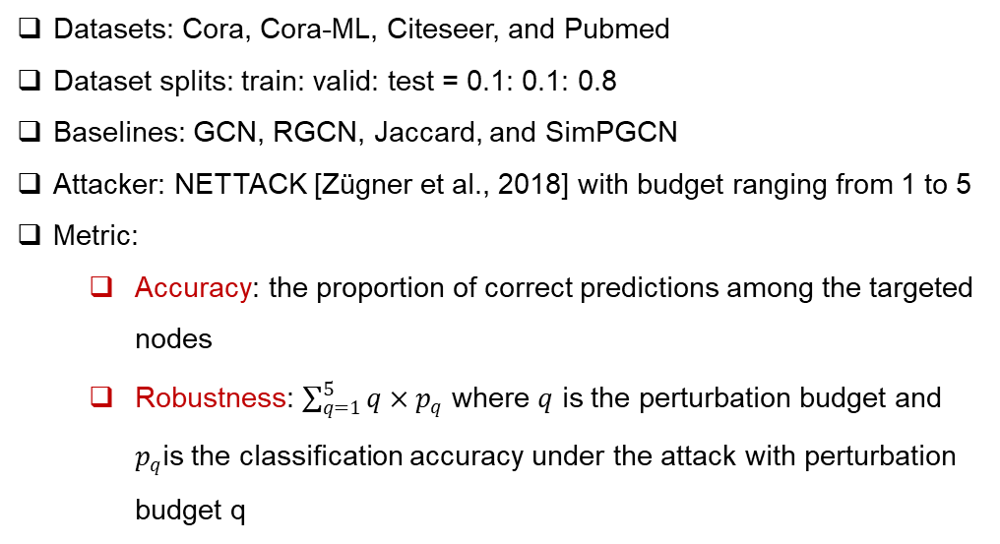 ❑ Datasets: Cora, Cora-ML, Citeseer, and Pubmed
❑ Dataset splits: train: valid: test = 0.1: 0.1: 0.8
❑ Baselines: GCN, RGCN, Jaccard, and SimPGCN
❑ Attacker: NETTACK [Zügner et al., 2018] with budget ranging from 1 to 5
❑ Metric:
❑ Accuracy: the proportion of correct predictions among the targeted
nodes
❑ Robustness: ∑_{q=1}^{5} q × p_q where q is the perturbation budget and
p_q is the classification accuracy under the attack with perturbation
budget q